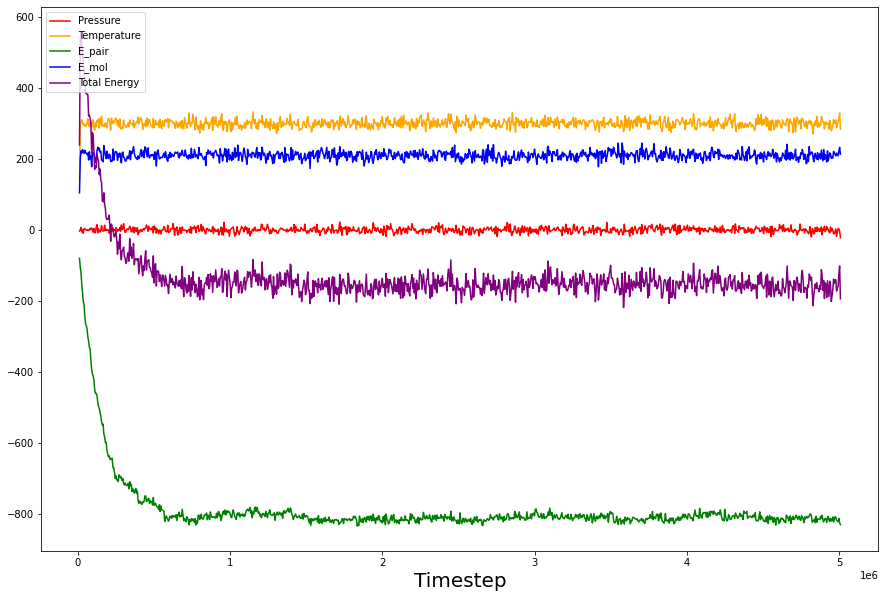 600
400
200
0
−200
−400
−600
−800
Pressure
Temperature
E_pair
E_mol
Total Energy
0
1
2
3
4
5
1e6
Timestep